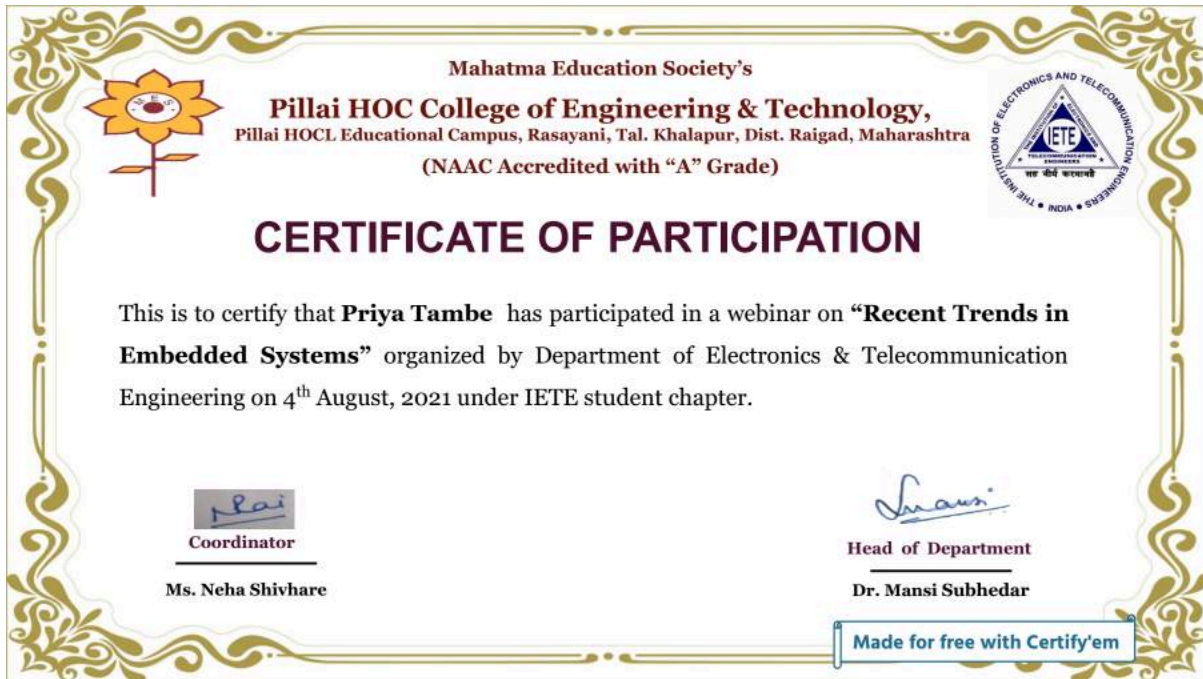 Mahatma Education Society's
Pillai HOC College of Engineering & Technology,
Pillai HOCL Educational Campus, Rasayani, Tal. Khalapur, Dist. Raigad, Maharashtra
(NAAC Accredited with “A” Grade)
M.E.S.
THE INSTITUTION OF ELECTRONICS AND TELECOMMUNICATION ENGINEERS
IETE
TELECOMMUNICATION
ENGINEERS
INDIA
CERTIFICATE OF PARTICIPATION
This is to certify that Priya Tambe has participated in a webinar on “Recent Trends in
Embedded Systems” organized by Department of Electronics & Telecommunication
Engineering on 4th August, 2021 under IETE student chapter.
Coordinator
Ms. Neha Shivhare
Head of Department
Dr. Mansi Subhedar
Made for free with Certify'em